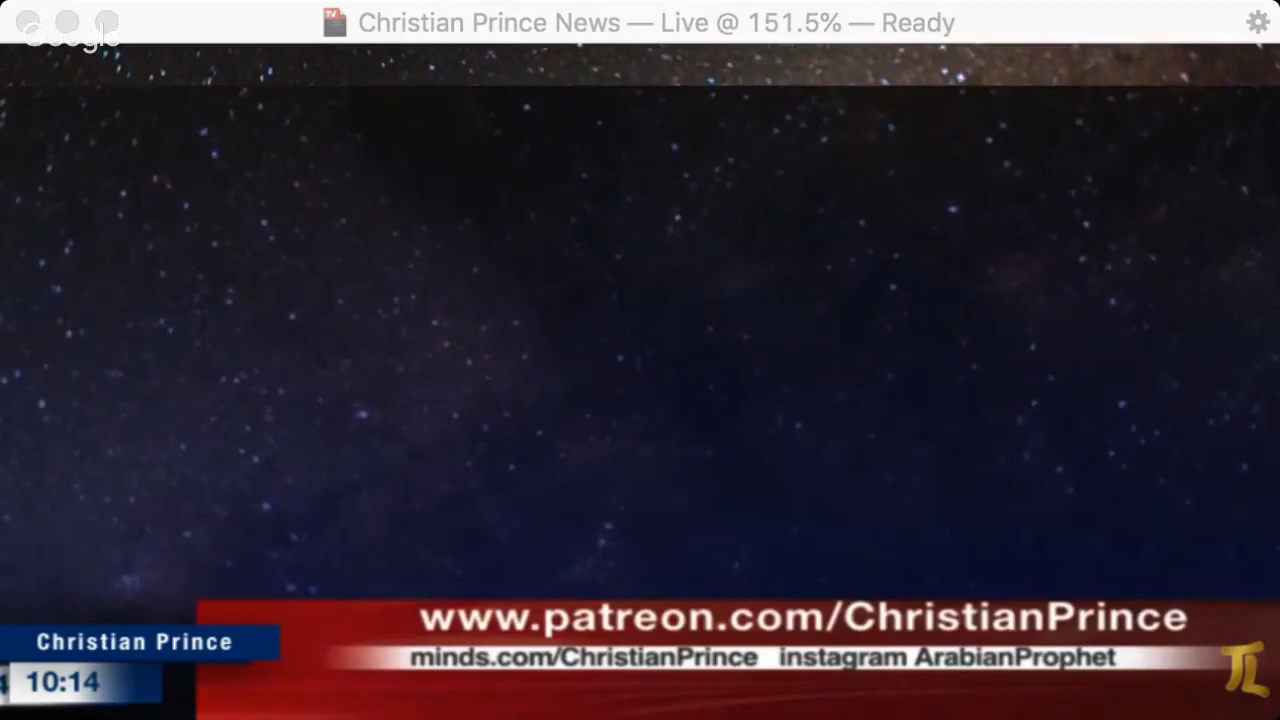 Christian Prince News — Live @ 151.5% — Ready
Google
www.patreon.com/ChristianPrince
Christian Prince
minds.com/ChristianPrince instagram ArabianProphet
10:14